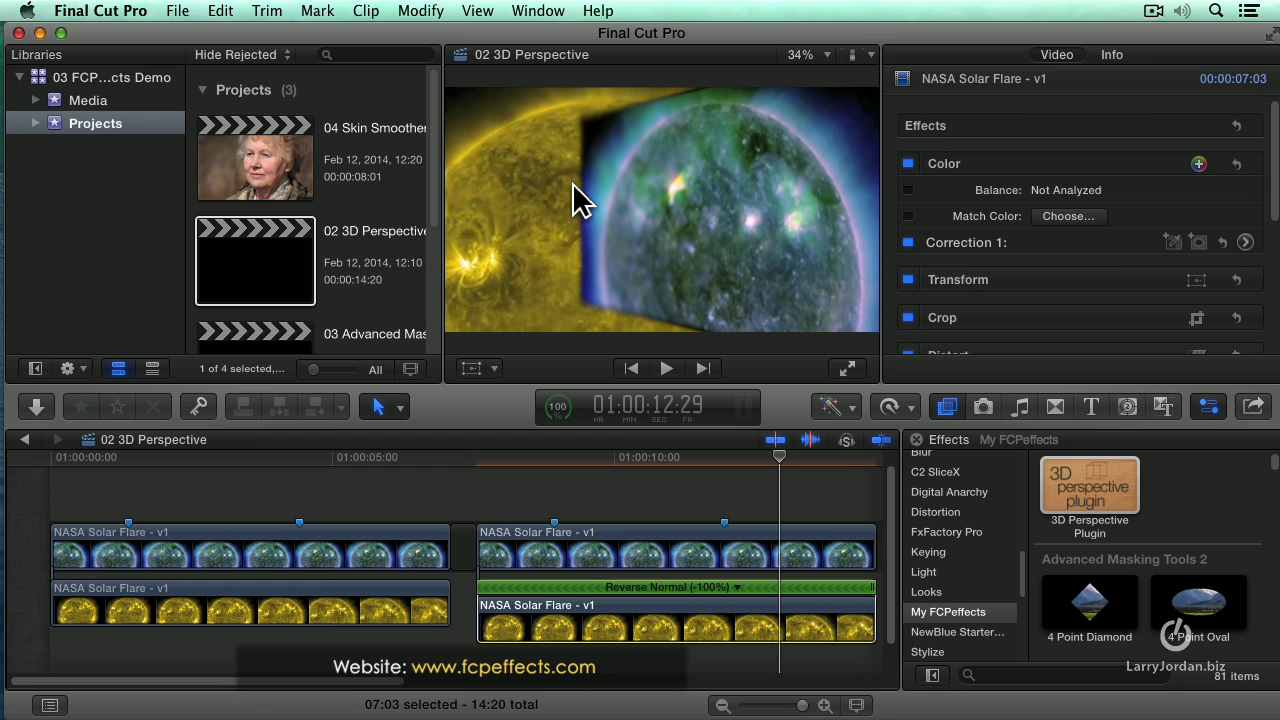 Final Cut Pro File Edit Trim Mark Clip Modify View Window Help
Final Cut Pro
Libraries
Hide Rejected
02 3D Perspective
34%
Video
Info
03 FCP...cts Demo
Media
Projects
Projects (3)
04 Skin Smoother
Feb 12, 2014, 12:20
00:00:08:01
02 3D Perspective
Feb 12, 2014, 12:10
00:00:14:20
03 Advanced Mas
NASA Solar Flare - v1
00:00:07:03
Effects
Color
Balance: Not Analyzed
Match Color: Choose...
Correction 1:
Transform
Crop
Distort
1 of 4 selected,...
All
100
%
01:00:12:29
HR MIN SEC FR
02 3D Perspective
01:00:00:00
01:00:05:00
01:00:10:00
NASA Solar Flare - v1
NASA Solar Flare - v1
NASA Solar Flare - v1
Reverse Normal (-100%)
NASA Solar Flare - v1
Effects
My FCPeffects
Blur
C2 SliceX
Digital Anarchy
Distortion
FxFactory Pro
Keying
Light
Looks
My FCPeffects
NewBlue Starter...
Stylize
3D
perspective
plugin
3D Perspective
Plugin
Advanced Masking Tools 2
4 Point Diamond
4 Point Oval
LarryJordan.biz
81 items
Website: www.fcpeffects.com
07:03 selected - 14:20 total